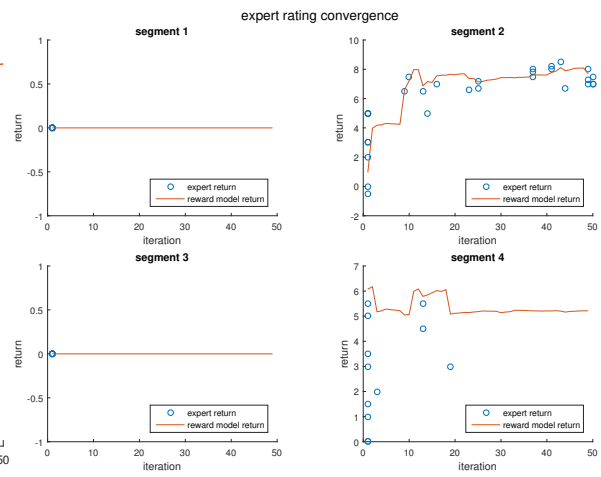 expert rating convergence
segment 1
1
0.5
0
-0.5
-1
return
0 10 20 30 40 50
iteration
expert return
reward model return
segment 2
10
8
6
4
2
0
-2
return
0 10 20 30 40 50
iteration
expert return
reward model return
segment 3
1
0.5
0
-0.5
-1
return
0 10 20 30 40 50
iteration
expert return
reward model return
segment 4
7
6
5
4
3
2
1
0
return
0 10 20 30 40 50
iteration
expert return
reward model return